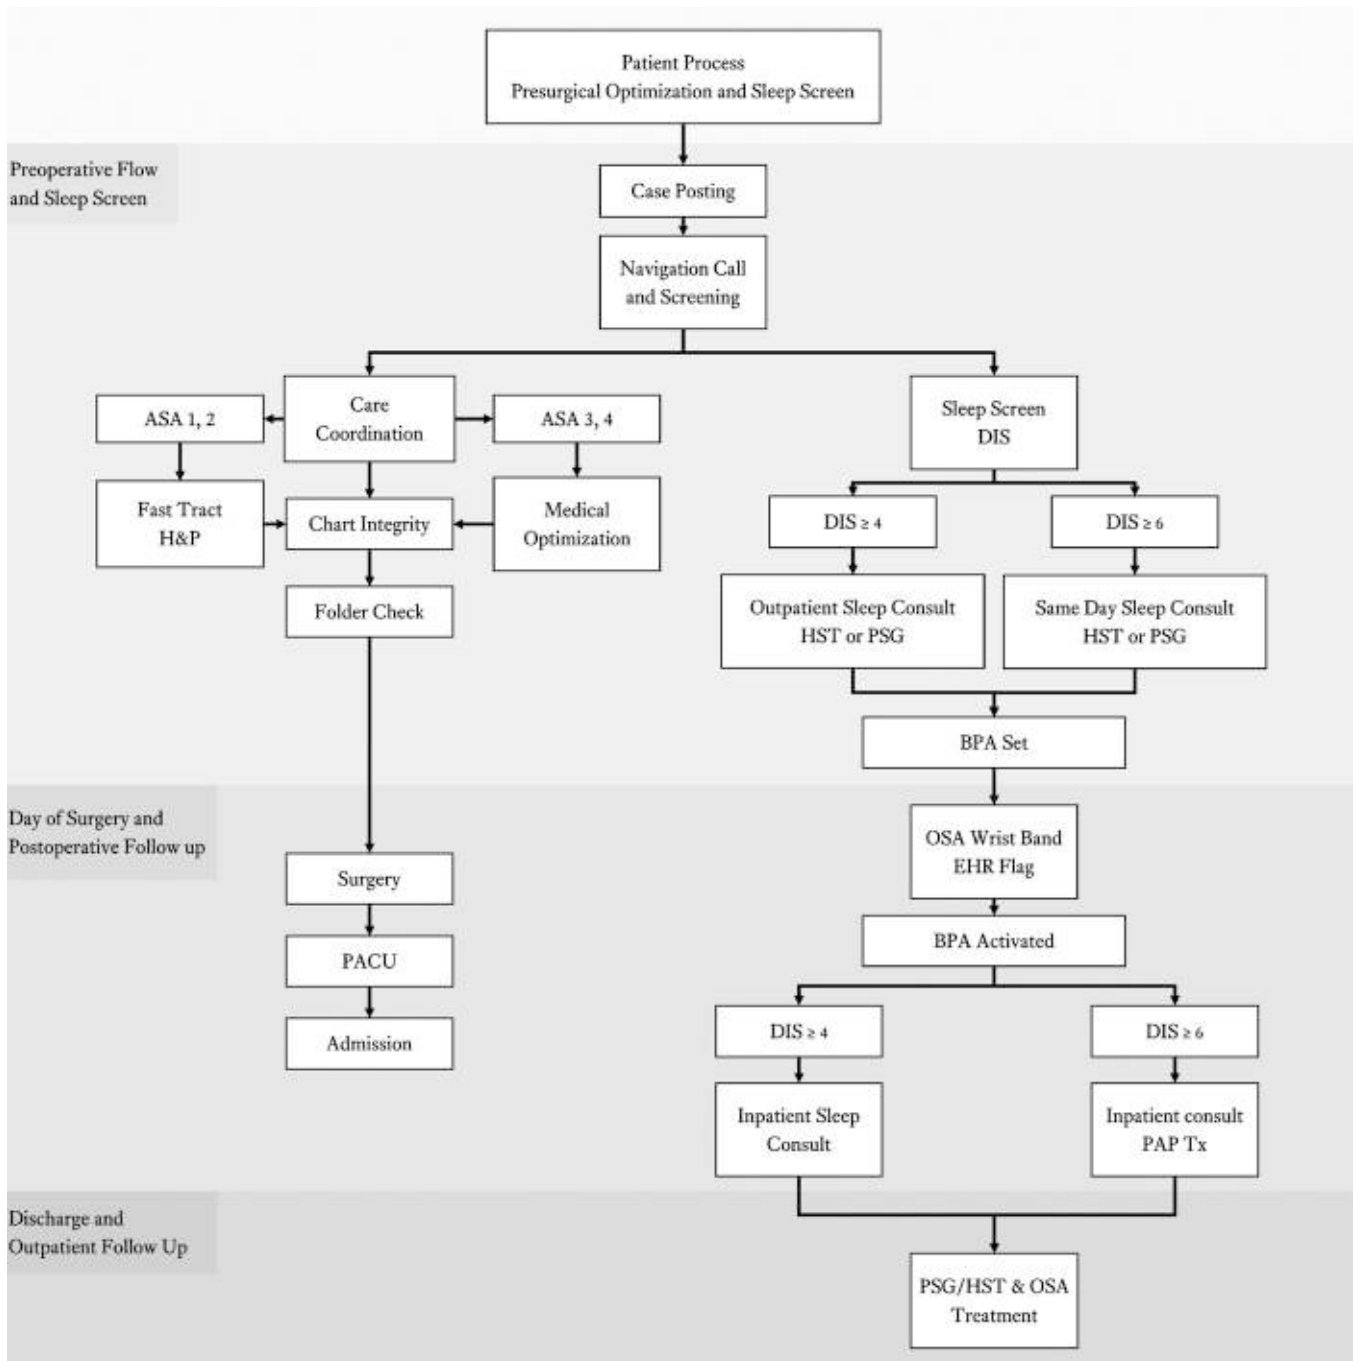 Patient Process
Presurgical Optimization and Sleep Screen
Preoperative Flow
and Sleep Screen
Case Posting
Navigation Call
and Screening
Care
Coordination
ASA 1, 2
ASA 3, 4
Fast Tract
H&P
Chart Integrity
Medical
Optimization
Folder Check
Sleep Screen
DIS
DIS ≥ 4
DIS ≥ 6
Outpatient Sleep Consult
HST or PSG
Same Day Sleep Consult
HST or PSG
BPA Set
Day of Surgery and
Postoperative Follow up
Surgery
PACU
Admission
OSA Wrist Band
EHR Flag
BPA Activated
DIS ≥ 4
DIS ≥ 6
Inpatient Sleep
Consult
Inpatient consult
PAP Tx
Discharge and
Outpatient Follow Up
PSG/HST & OSA
Treatment